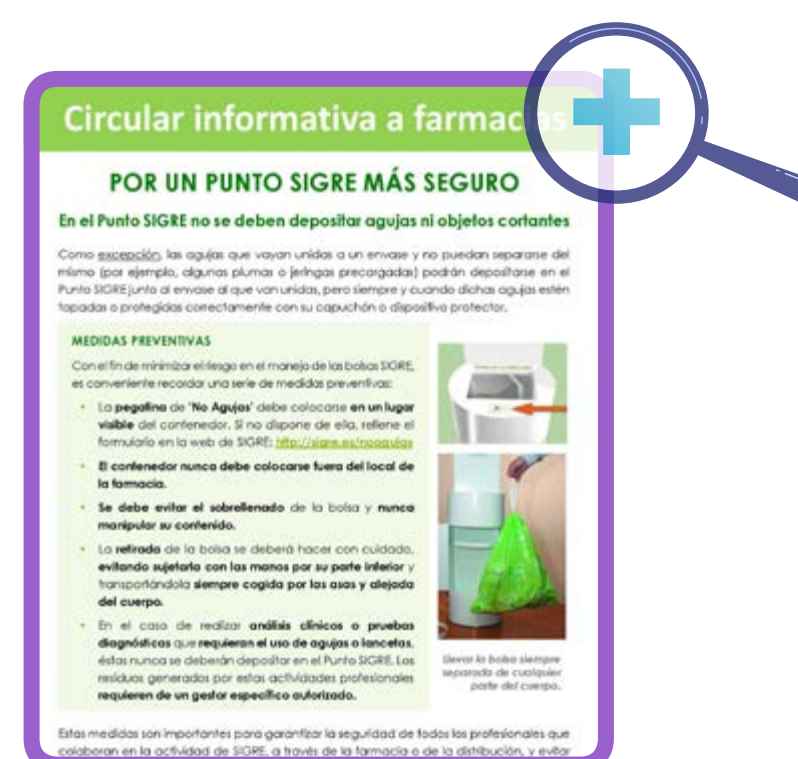 Circular informativa a farmacias
POR UN PUNTO SIGRE MÁS SEGURO
En el Punto SIGRE no se deben depositar agujas ni objetos cortantes
Como excepción, las agujas que vayan unidas a un envase y no puedan separarse del
mismo (por ejemplo, algunas plumas o jeringas precargadas) podrán depositarse en el
Punto SIGRE junto al envase al que van unidas, pero siempre y cuando dichas agujas estén
tapadas o protegidas correctamente con su capuchón o dispositivo protector.
MEDIDAS PREVENTIVAS
Con el fin de minimizar el riesgo en el manejo de las bolsas SIGRE,
es conveniente recordar una serie de medidas preventivas:
• La pegatina de 'No Agujas' debe colocarse en un lugar
visible del contenedor. Si no dispone de ella, rellene el
formulario en la web de SIGRE: http://sigre.es/noagujas
• El contenedor nunca debe colocarse fuera del local de
la farmacia.
• Se debe evitar el sobrellenado de la bolsa y nunca
manipular su contenido.
• La retirada de la bolsa se deberá hacer con cuidado,
evitando sujetarla con las manos por su parte inferior y
transportándola siempre cogida por las asas y alejada
del cuerpo.
• En el caso de realizar análisis clínicos o pruebas
diagnósticas que requieran el uso de agujas o lancetas,
éstas nunca se deberán depositar en el Punto SIGRE. Los
residuos generados por estas actividades profesionales
requieren de un gestor específico autorizado.
Llevar la bolsa siempre
separada de cualquier
parte del cuerpo.
Estas medidas son importantes para garantizar la seguridad de todos los profesionales que
colaboran en la actividad de SIGRE, a través de la farmacia o de la distribución, y evitar